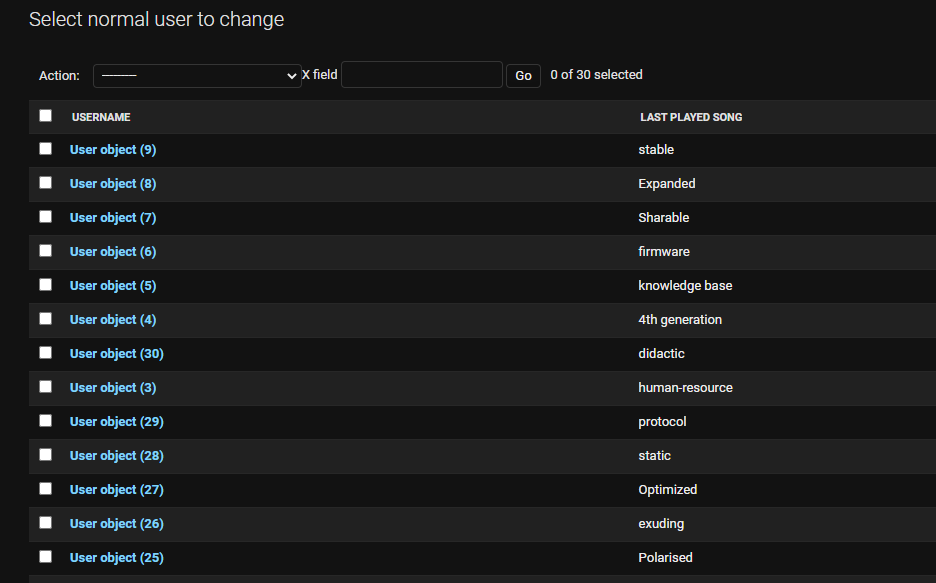 Select normal user to change
Action: --------- X field Go 0 of 30 selected
USERNAME LAST PLAYED SONG
User object (9) stable
User object (8) Expanded
User object (7) Sharable
User object (6) firmware
User object (5) knowledge base
User object (4) 4th generation
User object (30) didactic
User object (3) human-resource
User object (29) protocol
User object (28) static
User object (27) Optimized
User object (26) exuding
User object (25) Polarised